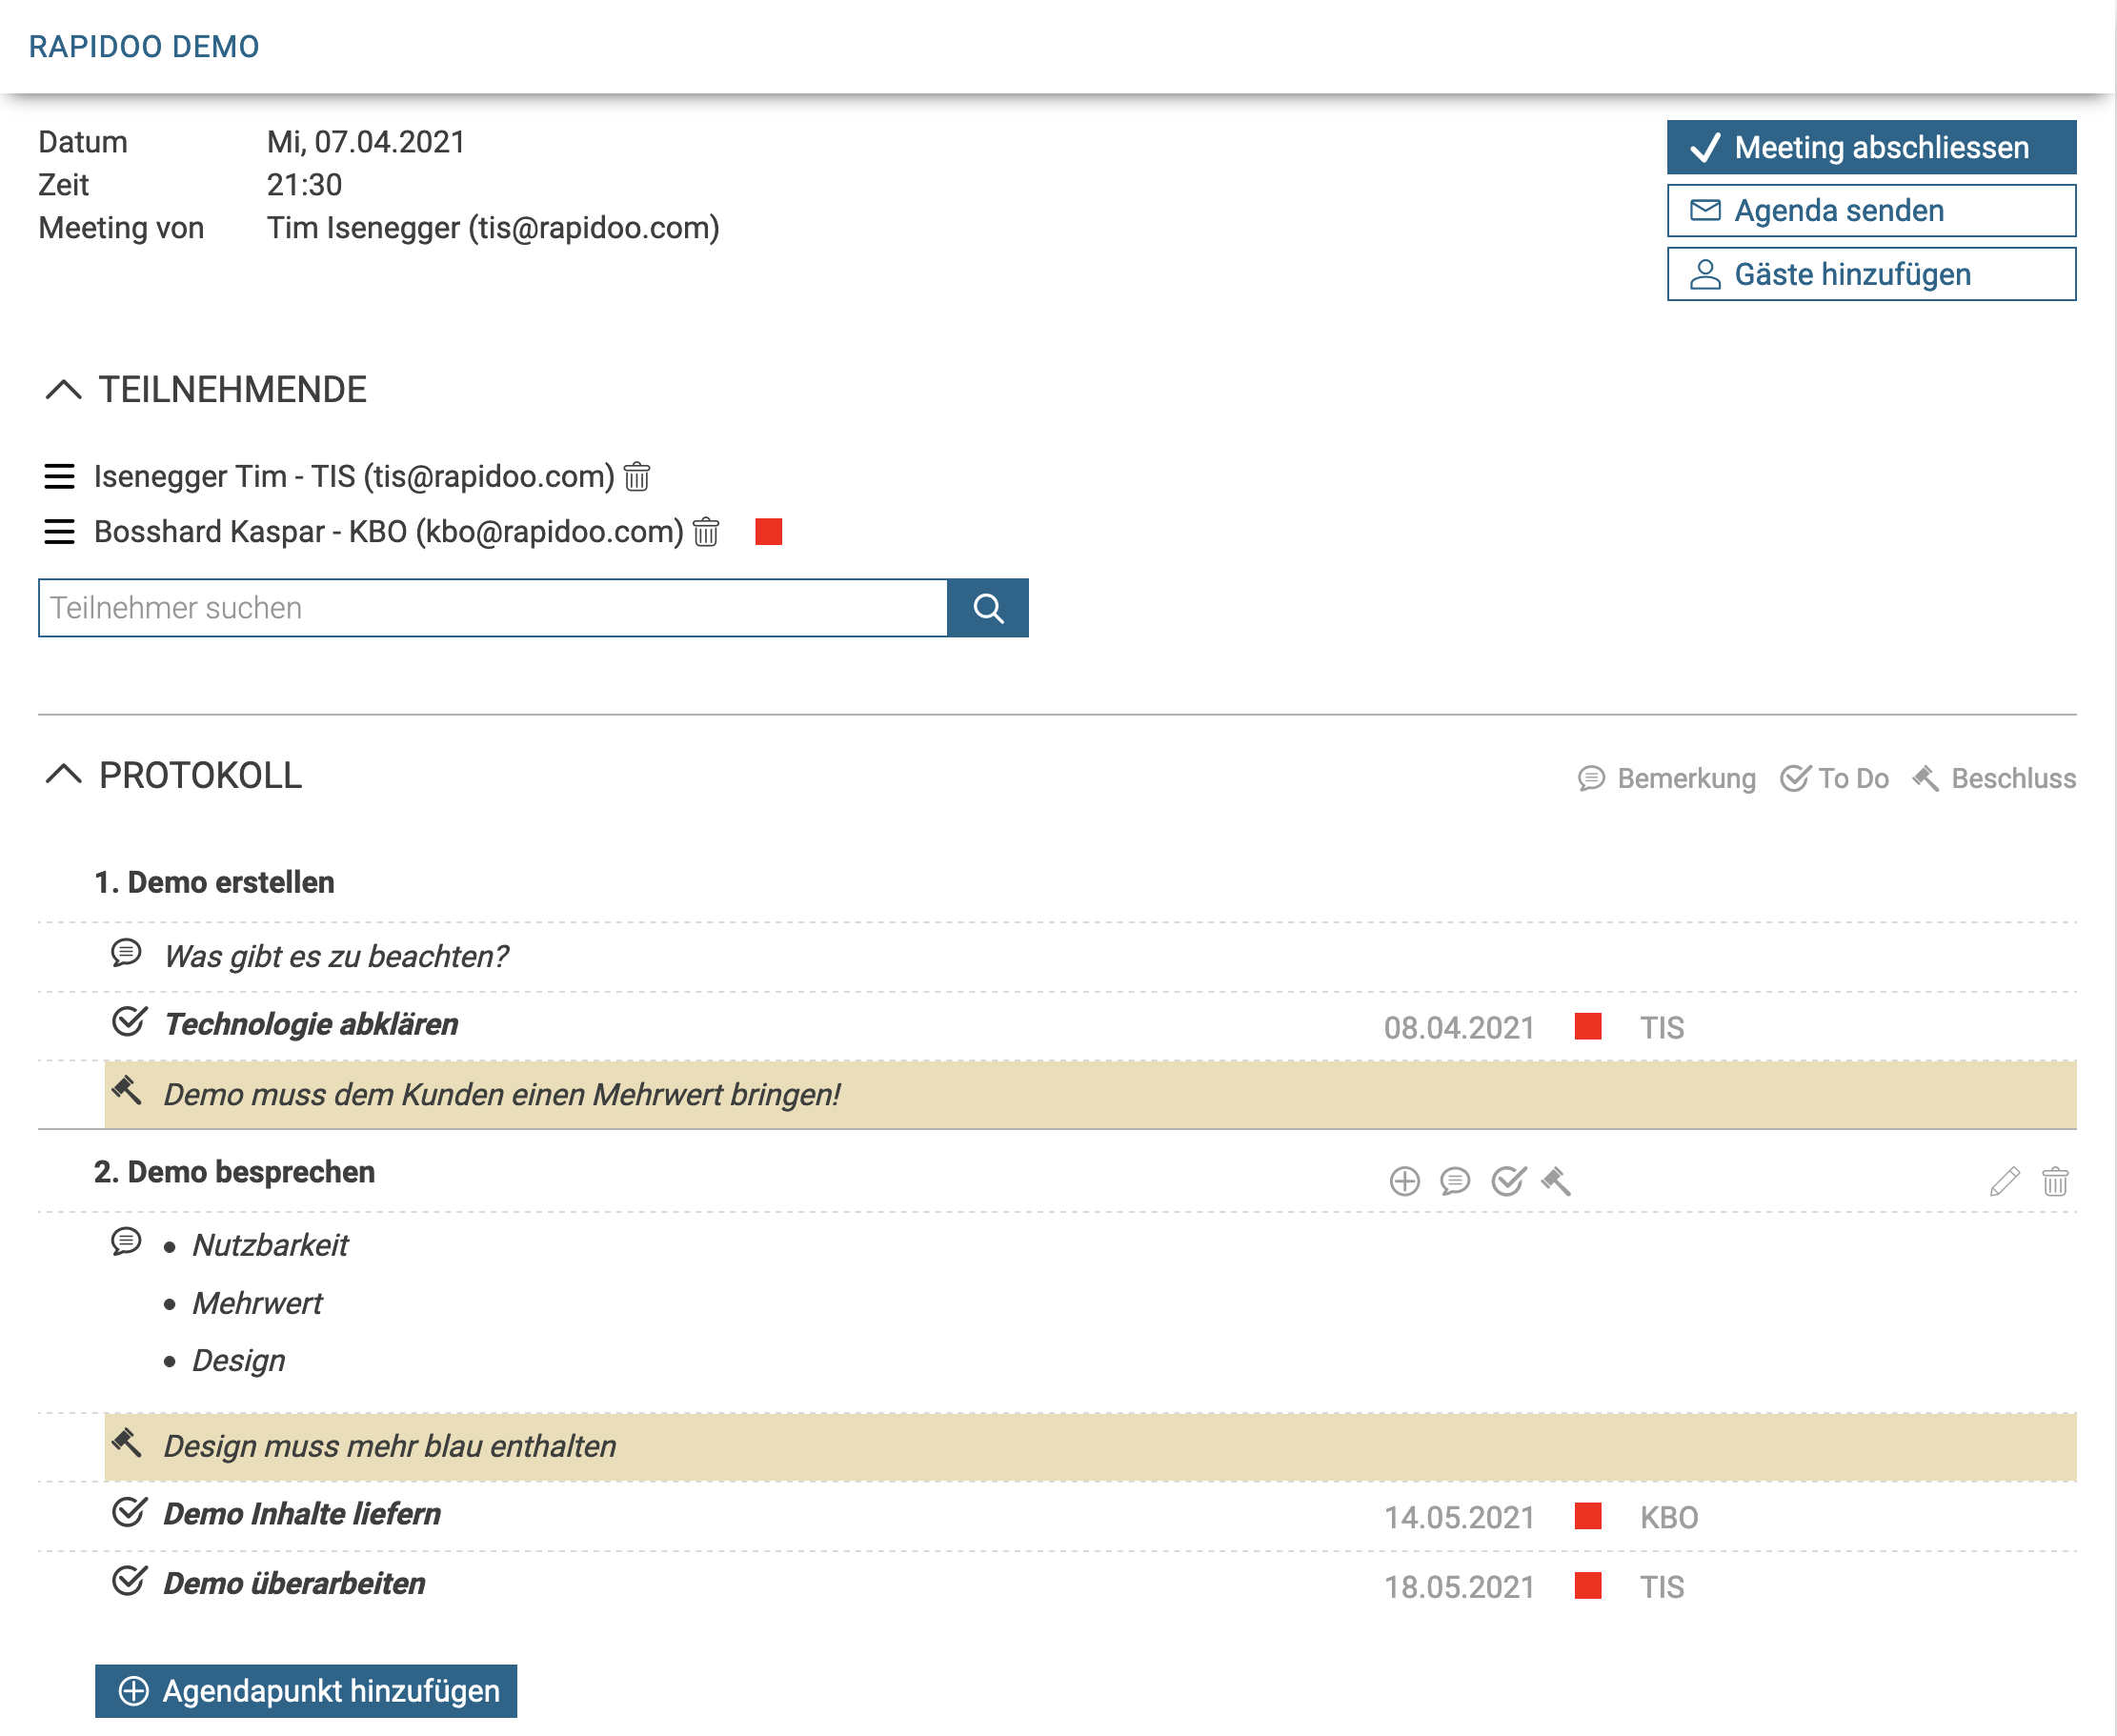 RAPIDOO DEMO
Datum Mi, 07.04.2021
Zeit 21:30
Meeting von Tim Isenegger (tis@rapidoo.com)
Meeting abschliessen
Agenda senden
Gäste hinzufügen
TEILNEHMENDE
Isenegger Tim - TIS (tis@rapidoo.com)
Bosshard Kaspar - KBO (kbo@rapidoo.com)
Teilnehmer suchen
PROTOKOLL
Bemerkung To Do Beschluss
1. Demo erstellen
Was gibt es zu beachten?
Technologie abklären 08.04.2021 TIS
Demo muss dem Kunden einen Mehrwert bringen!
2. Demo besprechen
• Nutzbarkeit
• Mehrwert
• Design
Design muss mehr blau enthalten
Demo Inhalte liefern 14.05.2021 KBO
Demo überarbeiten 18.05.2021 TIS
Agendapunkt hinzufügen